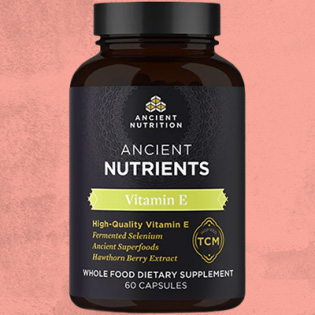 ANCIENT
NUTRITION
ANCIENT
NUTRIENTS
Vitamin E
High-Quality Vitamin E
Fermented Selenium
Ancient Superfoods
Hawthorn Berry Extract
TCM
WHOLE FOOD DIETARY SUPPLEMENT
60 CAPSULES